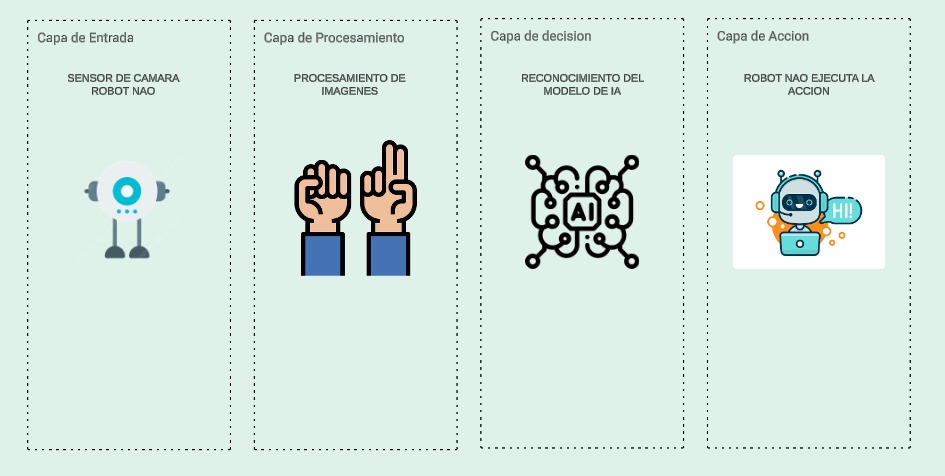 Capa de Entrada
SENSOR DE CAMARA
ROBOT NAO
Capa de Procesamiento
PROCESAMIENTO DE
IMAGENES
Capa de decision
RECONOCIMIENTO DEL
MODELO DE IA
AI
Capa de Accion
ROBOT NAO EJECUTA LA
ACCION
HI!